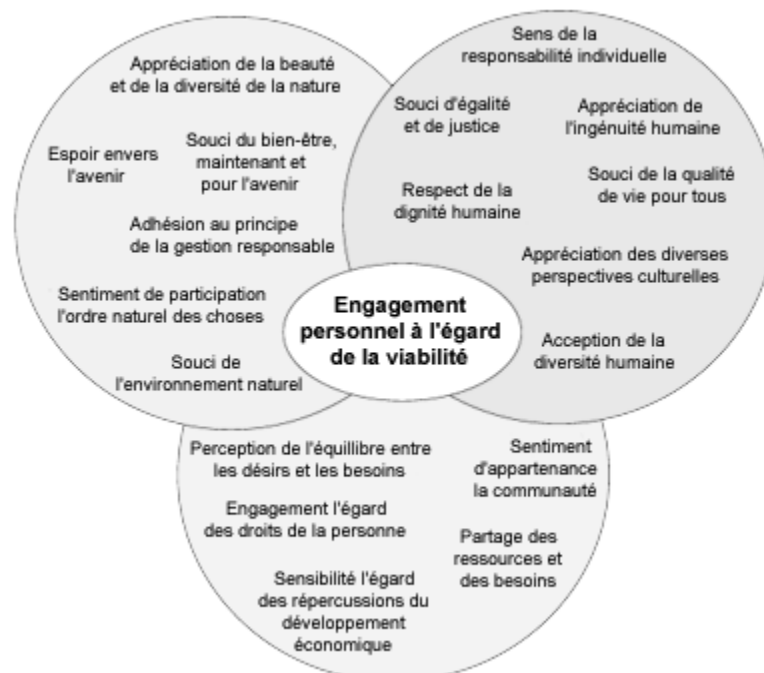 Appréciation de la beauté
et de la diversité de la nature
Espoir envers
l'avenir
Souci du bien-être,
maintenant et
pour l'avenir
Adhésion au principe
de la gestion responsable
Sentiment de participation
l'ordre naturel des choses
Souci de
l'environnement naturel
Sens de la
responsabilité individuelle
Souci d'égalité
et de justice
Appréciation de
l'ingénuité humaine
Respect de la
dignité humaine
Souci de la qualité
de vie pour tous
Appréciation des diverses
perspectives culturelles
Acception de la
diversité humaine
Engagement
personnel à l'égard
de la viabilité
Perception de l'équillibre entre
les désirs et les besoins
Engagement l'égard
des droits de la personne
Sensibilité l'égard
des répercussions du
développement
économique
Sentiment
d'appartenance
la communauté
Partage des
ressources et
des besoins